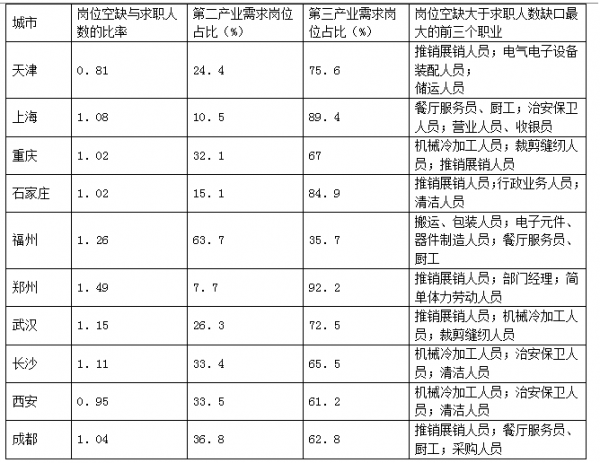 城市 岗位空缺与求职人数的比率 第二产业需求岗位占比（%） 第三产业需求岗位占比（%） 岗位空缺大于求职人数缺口最大的前三个职业
天津 0.81 24.4 75.6 推销展销人员；电气电子设备装配人员；
储运人员
上海 1.08 10.5 89.4 餐厅服务员、厨工；治安保卫人员；营业人员、收银员
重庆 1.02 32.1 67 机械冷加工人员；裁剪缝纫人员；推销展销人员
石家庄 1.02 15.1 84.9 推销展销人员；行政业务人员；清洁人员
福州 1.26 63.7 35.7 搬运、包装人员；电子元件、器件制造人员；餐厅服务员、厨工
郑州 1.49 7.7 92.2 推销展销人员；部门经理；简单体力劳动人员
武汉 1.15 26.3 72.5 推销展销人员；机械冷加工人员；裁剪缝纫人员
长沙 1.11 33.4 65.5 机械冷加工人员；治安保卫人员；清洁人员
西安 0.95 33.5 61.2 机械冷加工人员；治安保卫人员；清洁人员
成都 1.04 36.8 62.8 推销展销人员；餐厅服务员、厨工；采购人员